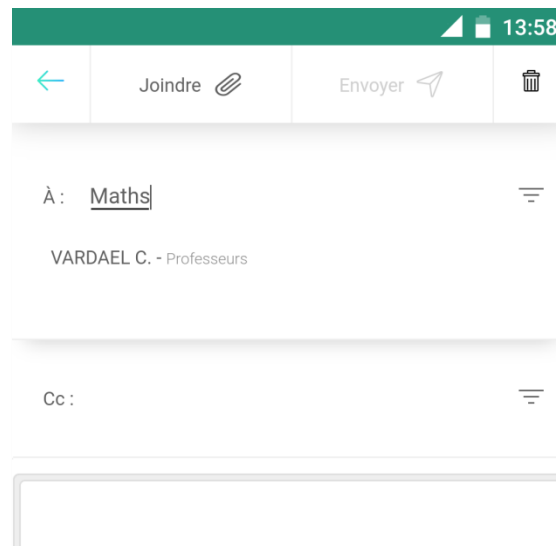 13:58
Joindre Envoyer
À : Maths
VARDAEL C. - Professeurs
Cc :